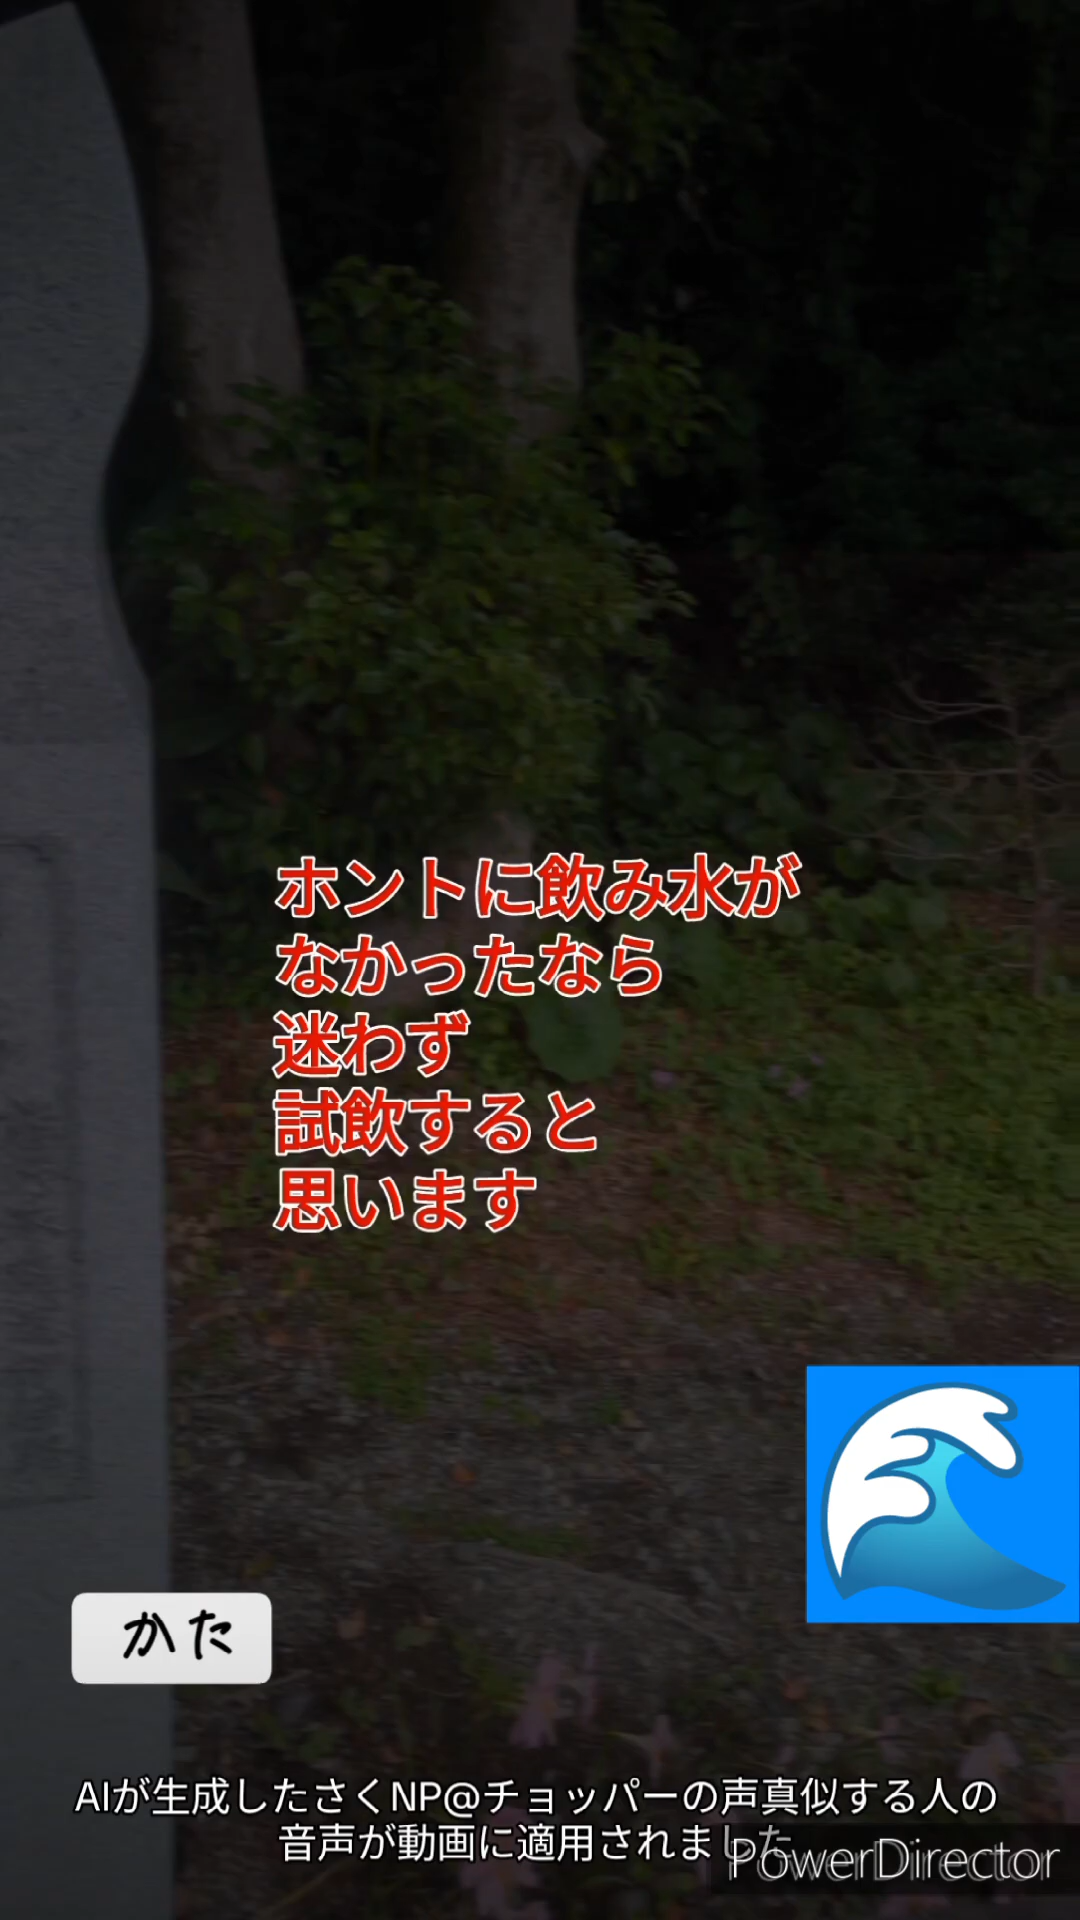 ホントに飲み水が
なかったなら
迷わず
試飲すると
思います
かた
AIが生成したさくNP@チョッパーの声真似する人の
音声が動画に適用されました
PowerDirector